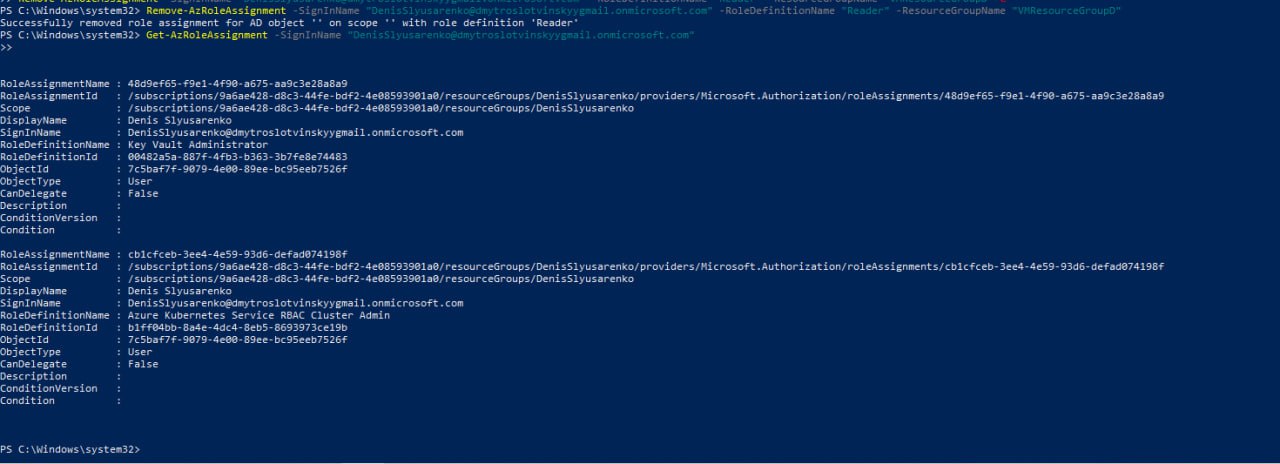 Successfully removed role assignment for AD object '' on scope '' with role definition 'Reader'
PS C:\Windows\system32> Remove-AzRoleAssignment -SignInName "DenisSlyusarenko@dmytroslotvinskyygmail.onmicrosoft.com" -RoleDefinitionName "Reader" -ResourceGroupName "VMResourceGroupD"
PS C:\Windows\system32> Get-AzRoleAssignment -SignInName "DenisSlyusarenko@dmytroslotvinskyygmail.onmicrosoft.com"
>>
RoleAssignmentName : 48d9ef65-f9e1-4f90-a675-aa9c3e28a8a9
RoleAssignmentId : /subscriptions/9a6ae428-d8c3-44fe-bdf2-4e08593901a0/resourceGroups/DenisSlyusarenko/providers/Microsoft.Authorization/roleAssignments/48d9ef65-f9e1-4f90-a675-aa9c3e28a8a9
Scope : /subscriptions/9a6ae428-d8c3-44fe-bdf2-4e08593901a0/resourceGroups/DenisSlyusarenko
DisplayName : Denis Slyusarenko
SignInName : DenisSlyusarenko@dmytroslotvinskyygmail.onmicrosoft.com
RoleDefinitionName : Key Vault Administrator
RoleDefinitionId : 00482a5a-887f-4fb3-b363-3b7fe8e74483
ObjectId : 7c5baf7f-9079-4e00-89ee-bc95eeb7526f
ObjectType : User
CanDelegate : False
Description :
ConditionVersion :
Condition :
RoleAssignmentName : cb1cfceb-3ee4-4e59-93d6-defad074198f
RoleAssignmentId : /subscriptions/9a6ae428-d8c3-44fe-bdf2-4e08593901a0/resourceGroups/DenisSlyusarenko/providers/Microsoft.Authorization/roleAssignments/cb1cfceb-3ee4-4e59-93d6-defad074198f
Scope : /subscriptions/9a6ae428-d8c3-44fe-bdf2-4e08593901a0/resourceGroups/DenisSlyusarenko
DisplayName : Denis Slyusarenko
SignInName : DenisSlyusarenko@dmytroslotvinskyygmail.onmicrosoft.com
RoleDefinitionName : Azure Kubernetes Service RBAC Cluster Admin
RoleDefinitionId : b1ff04bb-8a4e-4dc4-8eb5-8693973ce19b
ObjectId : 7c5baf7f-9079-4e00-89ee-bc95eeb7526f
ObjectType : User
CanDelegate : False
Description :
ConditionVersion :
Condition :
PS C:\Windows\system32>